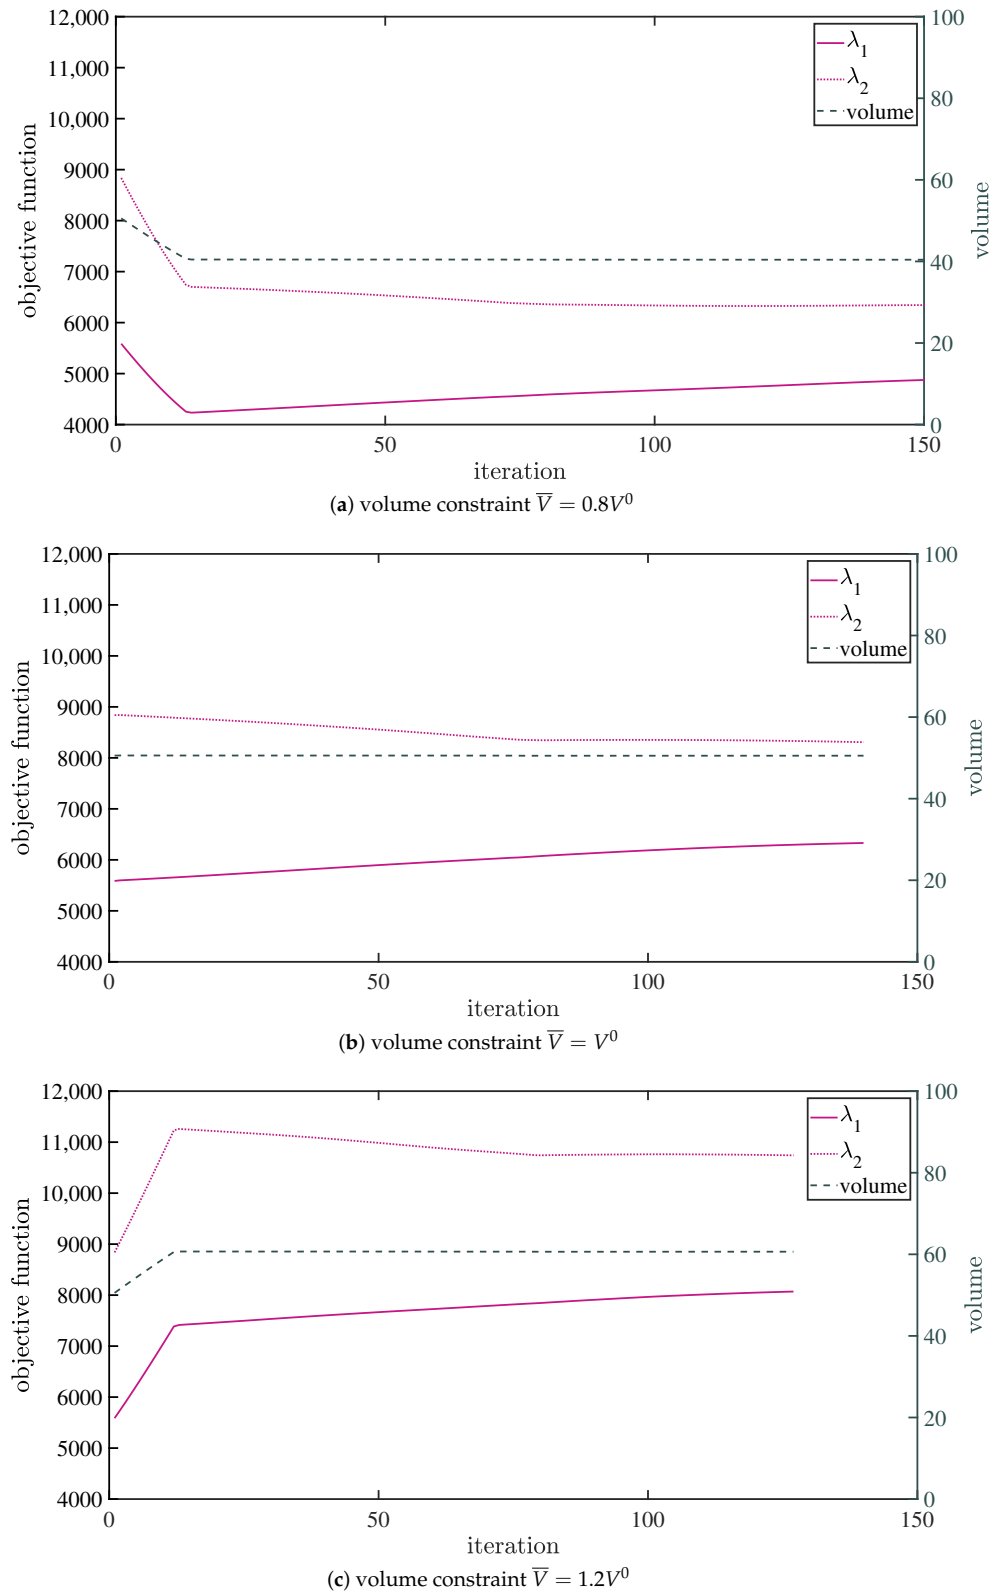 12,000
11,000
10,000
9000
8000
7000
6000
5000
4000
objective function
100
80
60
40
20
0
volume
λ1
λ2
volume
0
50
100
150
iteration
(a) volume constraint V̅ = 0.8V⁰
12,000
11,000
10,000
9000
8000
7000
6000
5000
4000
objective function
100
80
60
40
20
0
volume
λ1
λ2
volume
0
50
100
150
iteration
(b) volume constraint V̅ = V⁰
12,000
11,000
10,000
9000
8000
7000
6000
5000
4000
objective function
100
80
60
40
20
0
volume
λ1
λ2
volume
0
50
100
150
iteration
(c) volume constraint V̅ = 1.2V⁰